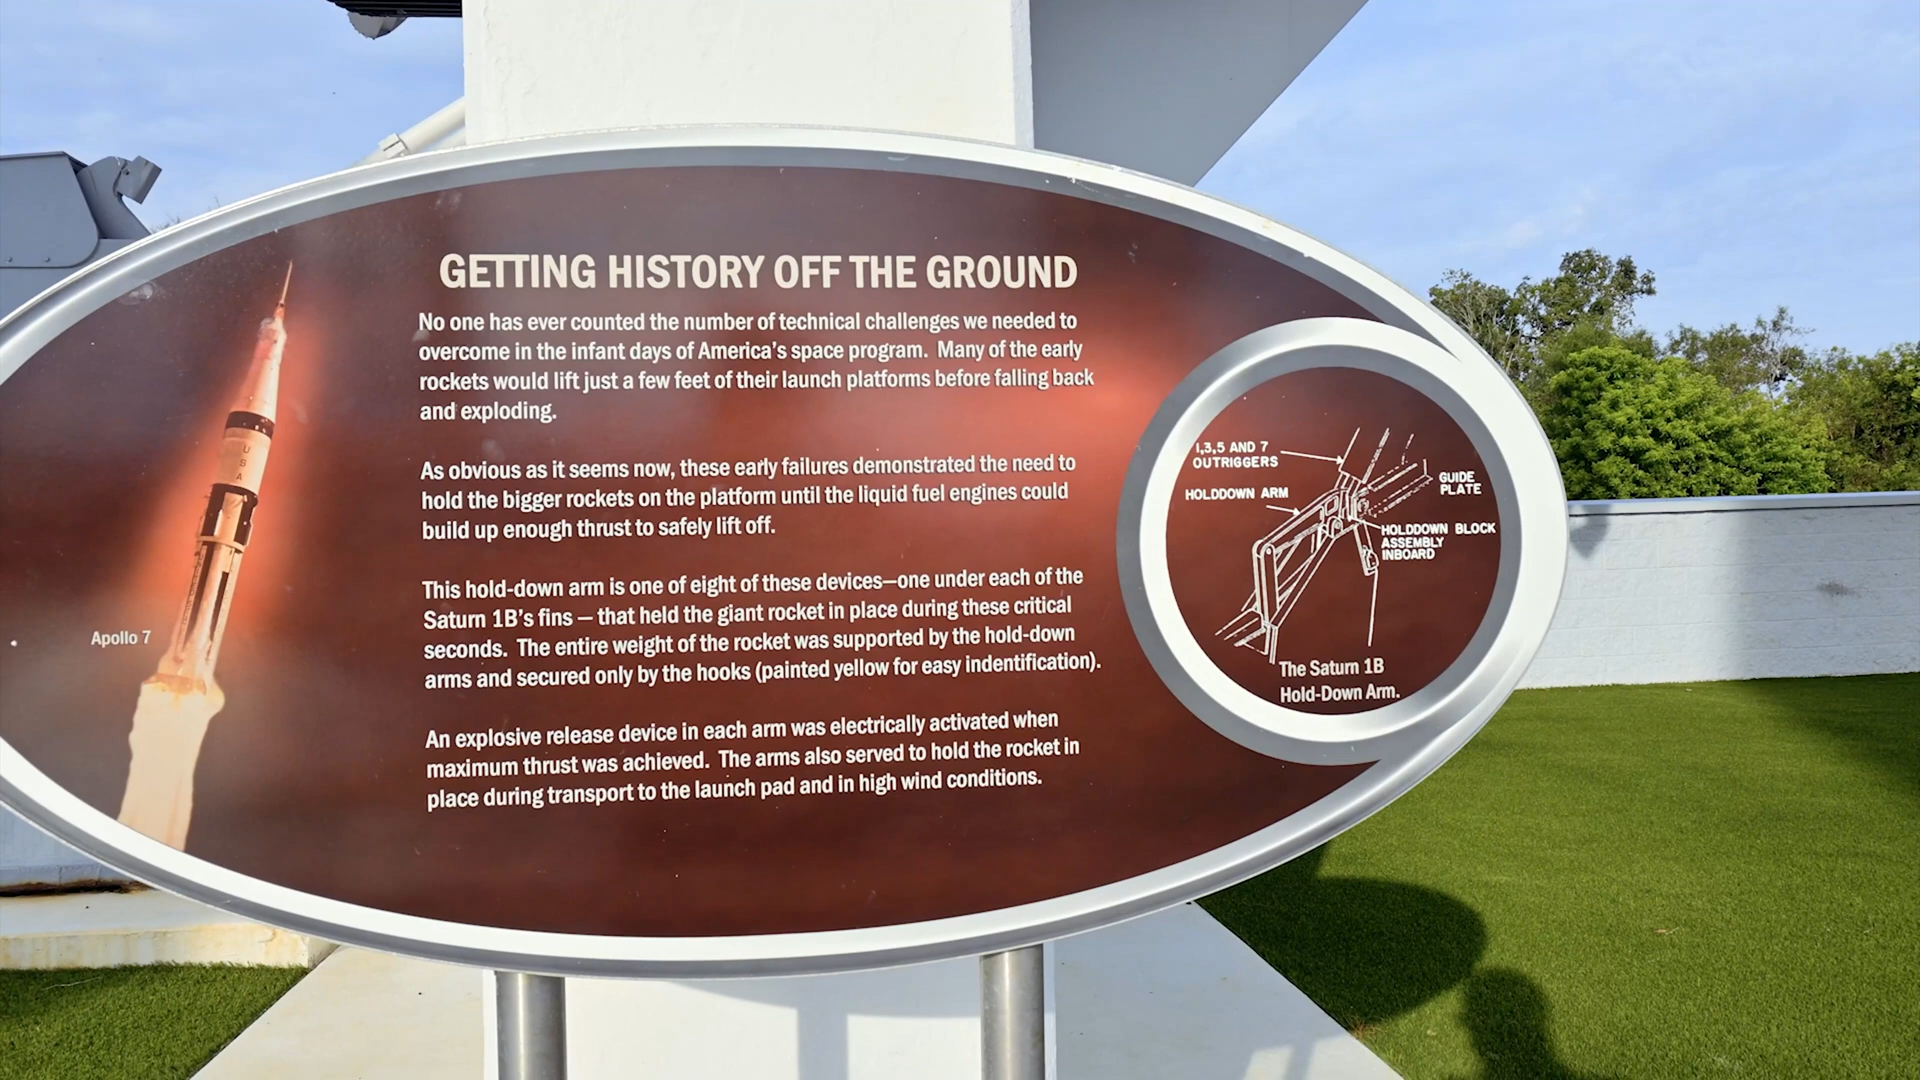 GETTING HISTORY OFF THE GROUND
No one has ever counted the number of technical challenges we needed to
overcome in the infant days of America's space program. Many of the early
rockets would lift just a few feet of their launch platforms before falling back
and exploding.
As obvious as it seems now, these early failures demonstrated the need to
hold the bigger rockets on the platform until the liquid fuel engines could
build up enough thrust to safely lift off.
This hold-down arm is one of eight of these devices—one under each of the
Saturn 1B's fins — that held the giant rocket in place during these critical
seconds. The entire weight of the rocket was supported by the hold-down
arms and secured only by the hooks (painted yellow for easy indentification).
An explosive release device in each arm was electrically activated when
maximum thrust was achieved. The arms also served to hold the rocket in
place during transport to the launch pad and in high wind conditions.
USA
Apollo 7
1,3,5 AND 7
OUTRIGGERS
HOLDDOWN ARM
GUIDE
PLATE
HOLDDOWN BLOCK
ASSEMBLY
INBOARD
The Saturn 1B
Hold-Down Arm.